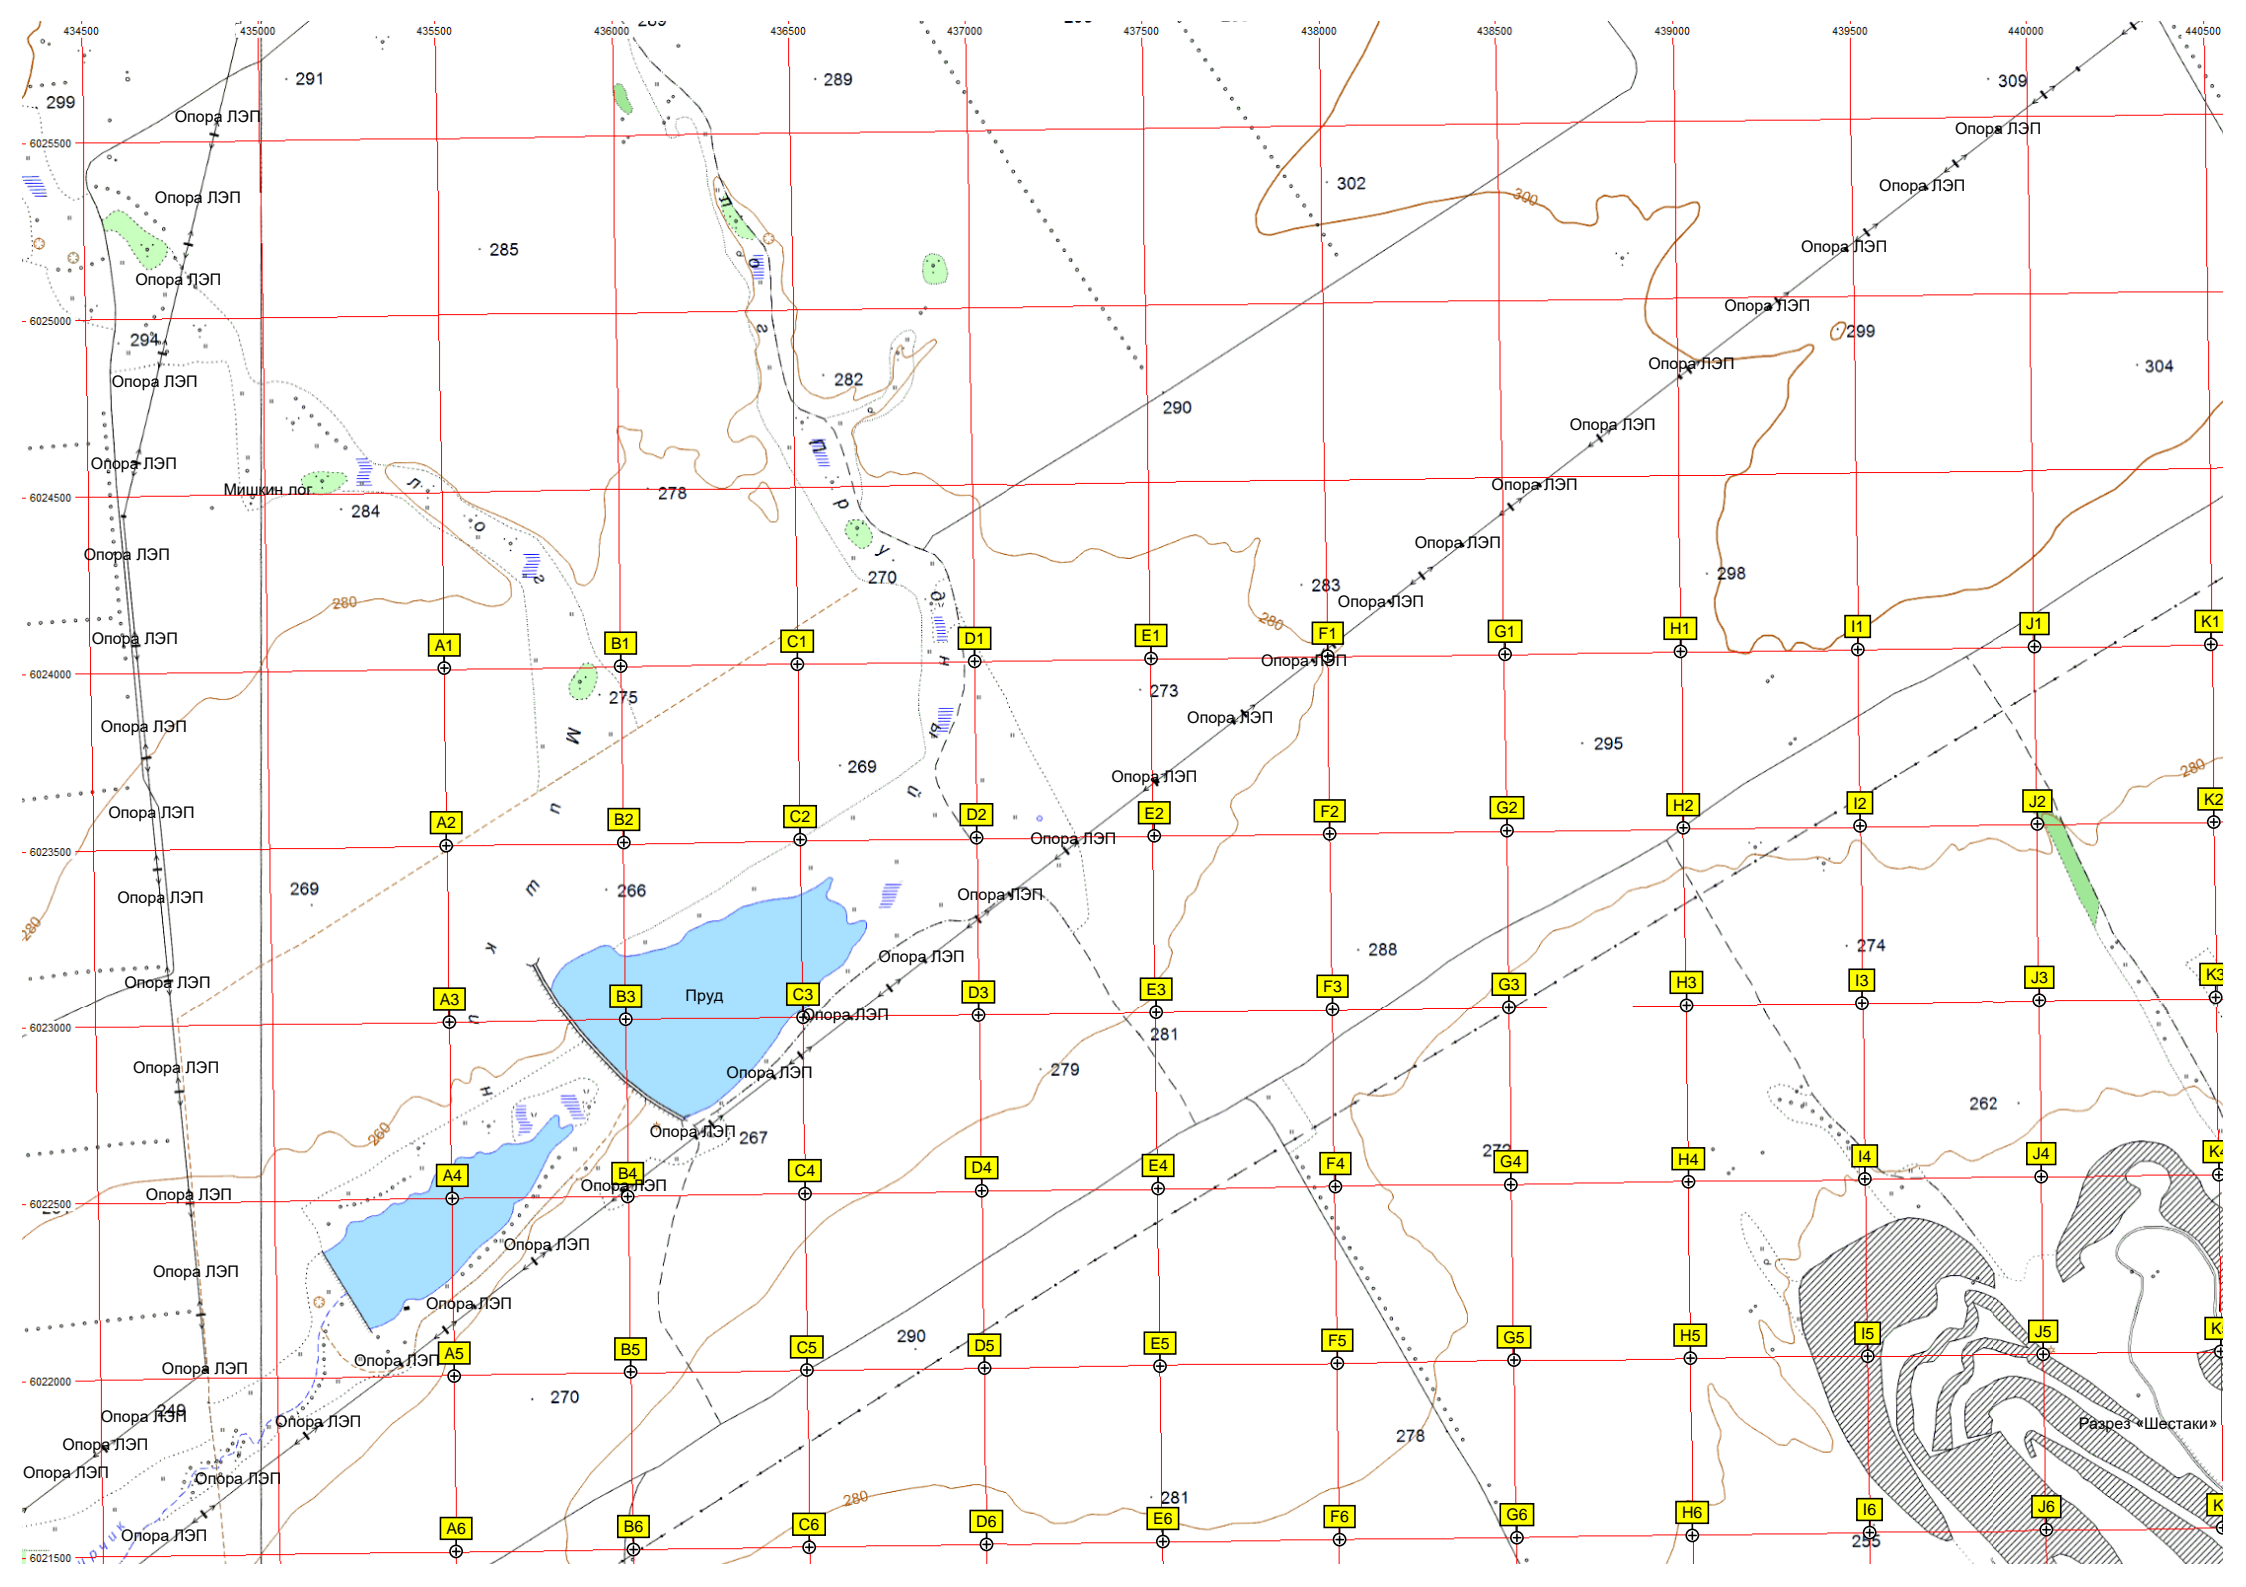 434500 435000 435500 436000 436500 437000 437500 438000 438500 439000 439500 440000 440500
291 289 309
299
Опора ЛЭП
Опора ЛЭП
6025500
302
Опора ЛЭП
Опора ЛЭП 300
л
285
Опора ЛЭП
о
Опора ЛЭП
6025000
Опора ЛЭП
г
299
294
Опора ЛЭП
304
Опора ЛЭП 282
290
Опора ЛЭП
П
Опора ЛЭП
Мишкин лог 278 Опора ЛЭП
6024500
л р
284
о
Опора ЛЭП
Опора ЛЭП у
г 270 283 298
280 д Опора ЛЭП
280
A1 B1 C1 D1 E1 F1 G1 H1 I1 J1 K1
Опора ЛЭП
н Опора ЛЭП
6024000
275 273
Опора ЛЭП М ы Опора ЛЭП
295
269 280
Опора ЛЭП
и й
Опора ЛЭП
A2 B2 C2 D2 E2 F2 G2 H2 I2 J2 K2
Опора ЛЭП
6023500
269 т 266
Опора ЛЭП Опора ЛЭП
280
к 288 274
Опора ЛЭП
Опора ЛЭП
A3 B3 Пруд C3 D3 E3 F3 G3 H3 I3 J3 K3
и Опора ЛЭП
6023000
281
Опора ЛЭП Опора ЛЭП 279
н
262
260 Опора ЛЭП 267
A4 B4 C4 D4 E4 F4 G4 H4 I4 J4
Опора ЛЭП Опора ЛЭП
6022500
Опора ЛЭП
Опора ЛЭП
Опора ЛЭП
290
A5 B5 C5 D5 E5 F5 G5 H5 I5 J5
Опора ЛЭП Опора ЛЭП
6022000
270
249
Опора ЛЭП Опора ЛЭП Разрез «Шестаки»
278
Опора ЛЭП
Опора ЛЭП Опора ЛЭП
280 281
A6 B6 C6 D6 E6 F6 G6 H6 I6 J6
Опора ЛЭП
255
6021500